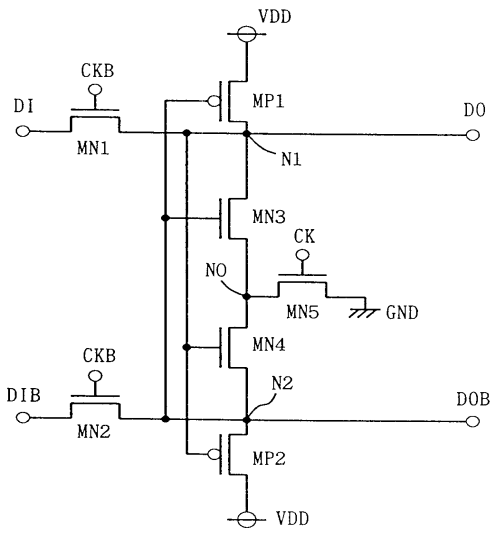 VDD
CKB
DI
MP1
DO
MN1
N1
MN3
CK
NO
MN5
GND
MN4
CKB
N2
DIB
DOB
MN2
MP2
VDD